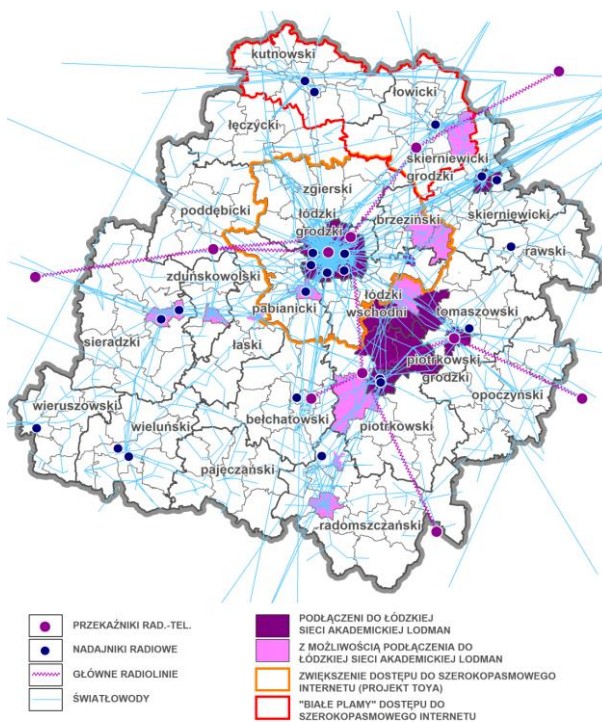 kutnowski
łowicki
łęczycki
skierniewicki
grodzki
zgierski
poddębicki
łódzki
grodzki
brzeziński
skierniewicki
rawski
zduńskowolski
łódzki
wschodni
tomaszowski
pabianicki
sieradzki
łaski
piotrkowski
grodzki
wieruszowski
opoczyński
bełchatowski
wieluński
piotrkowski
pajęczański
radomszczański
PRZEKAŹNIKI RAD.-TEL.
NADAJNIKI RADIOWE
GŁÓWNE RADIOLINIE
ŚWIATŁOWODY
PODŁĄCZENI DO ŁÓDZKIEJ
SIECI AKADEMICKIEJ LODMAN
Z MOŻLIWOŚCIĄ PODŁĄCZENIA DO
ŁÓDZKIEJ SIECI AKADEMICKIEJ LODMAN
ZWIĘKSZENIE DOSTĘPU DO SZEROKOPASMOWEGO
INTERNETU (PROJEKT TOYA)
"BIAŁE PLAMY" DOSTĘPU DO
SZEROKOPASMOWEGO INTERNETU